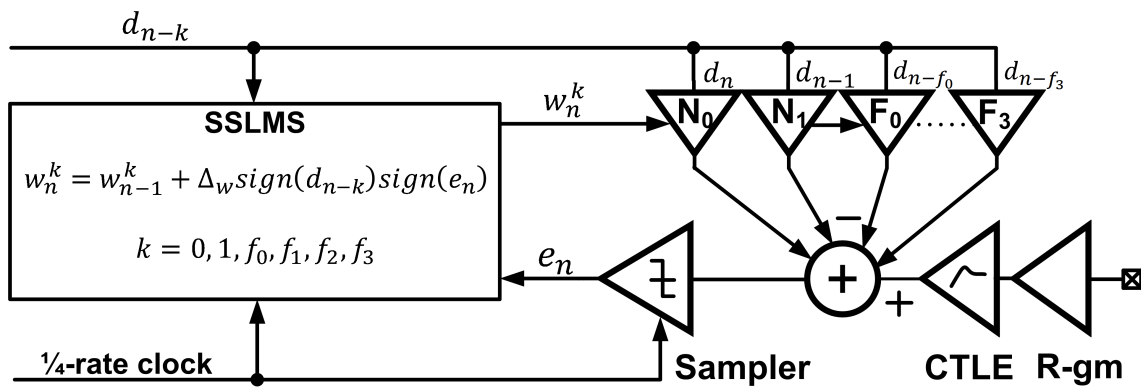 d_{n-k}
d_n d_{n-1} d_{n-f_0} d_{n-f_3}
SSLMS
w_n^k
N_0 N_1 F_0 ..... F_3
w_n^k = w_{n-1}^k + Δ_w sign(d_{n-k})sign(e_n)
k = 0, 1, f_0, f_1, f_2, f_3
−
e_n
+
+
¼-rate clock
Sampler CTLE R-gm